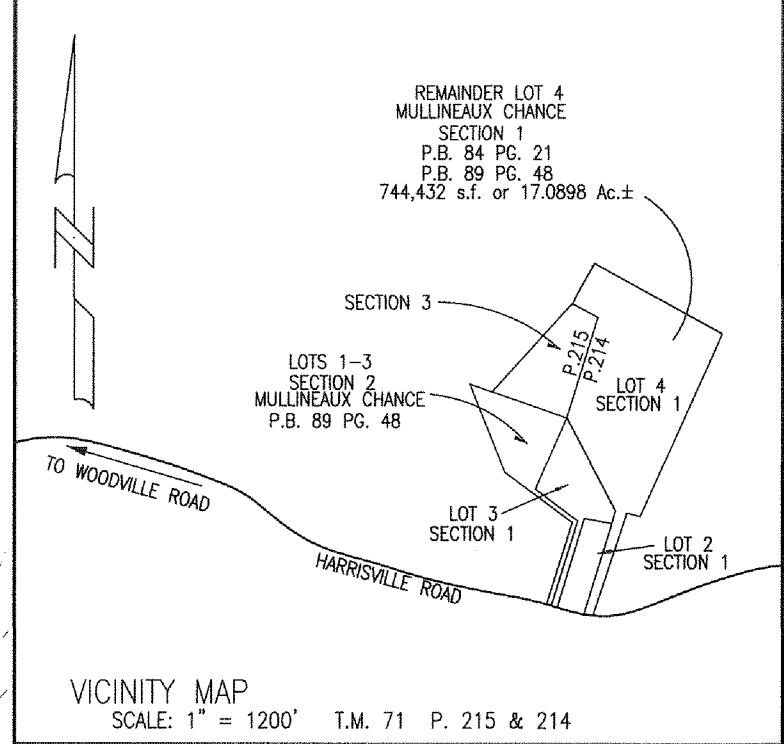 REMAINDER LOT 4
MULLINEAUX CHANCE
SECTION 1
P.B. 84 PG. 21
P.B. 89 PG. 48
744,432 s.f. or 17.0898 Ac.±
N
SECTION 3
P.215
P.214
LOTS 1-3
SECTION 2
MULLINEAUX CHANCE
P.B. 89 PG. 48
LOT 4
SECTION 1
TO WOODVILLE ROAD
LOT 3
SECTION 1
LOT 2
SECTION 1
HARRISVILLE ROAD
VICINITY MAP
SCALE: 1" = 1200' T.M. 71 P. 215 & 214